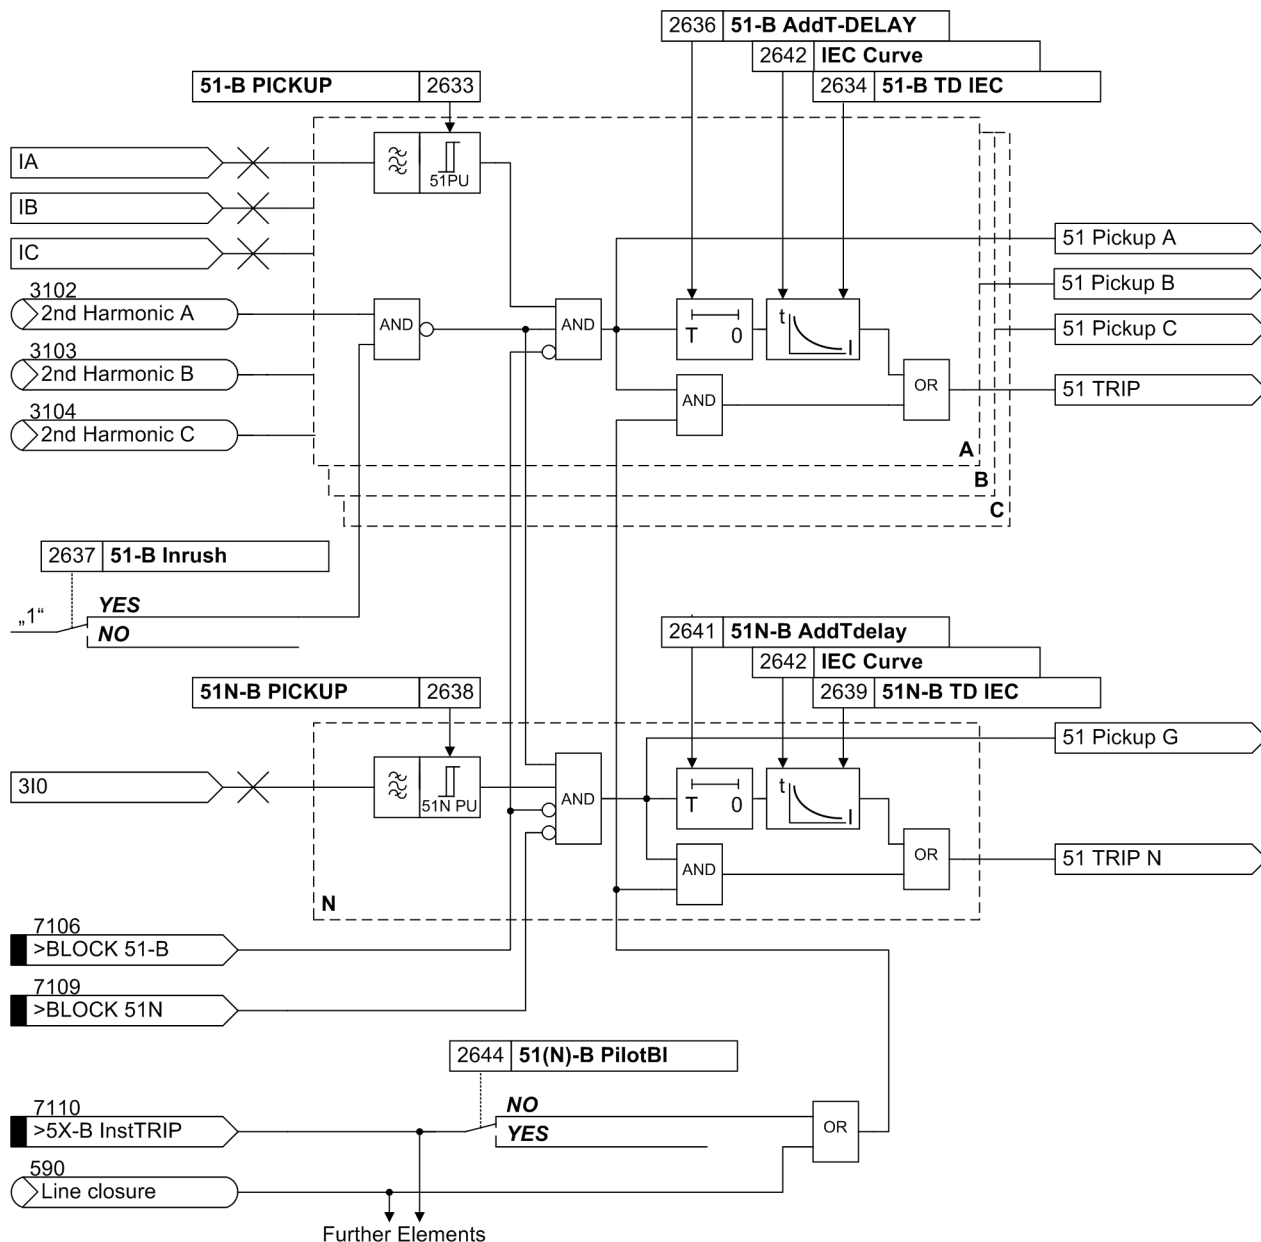 2636 51-B AddT-DELAY
2642 IEC Curve
2634 51-B TD IEC
51-B PICKUP 2633
IA
51PU
IB
IC
51 Pickup A
51 Pickup B
51 Pickup C
3102
2nd Harmonic A
AND
AND
T 0
t I
3103
2nd Harmonic B
OR
51 TRIP
AND
3104
2nd Harmonic C
A
B
C
2637 51-B Inrush
„1“
YES
NO
2641 51N-B AddTdelay
2642 IEC Curve
2639 51N-B TD IEC
51N-B PICKUP 2638
51 Pickup G
3I0
51N PU
AND
T 0
t I
OR
51 TRIP N
AND
N
7106
>BLOCK 51-B
7109
>BLOCK 51N
2644 51(N)-B PilotBI
7110
>5X-B InstTRIP
NO
YES
OR
590
Line closure
Further Elements